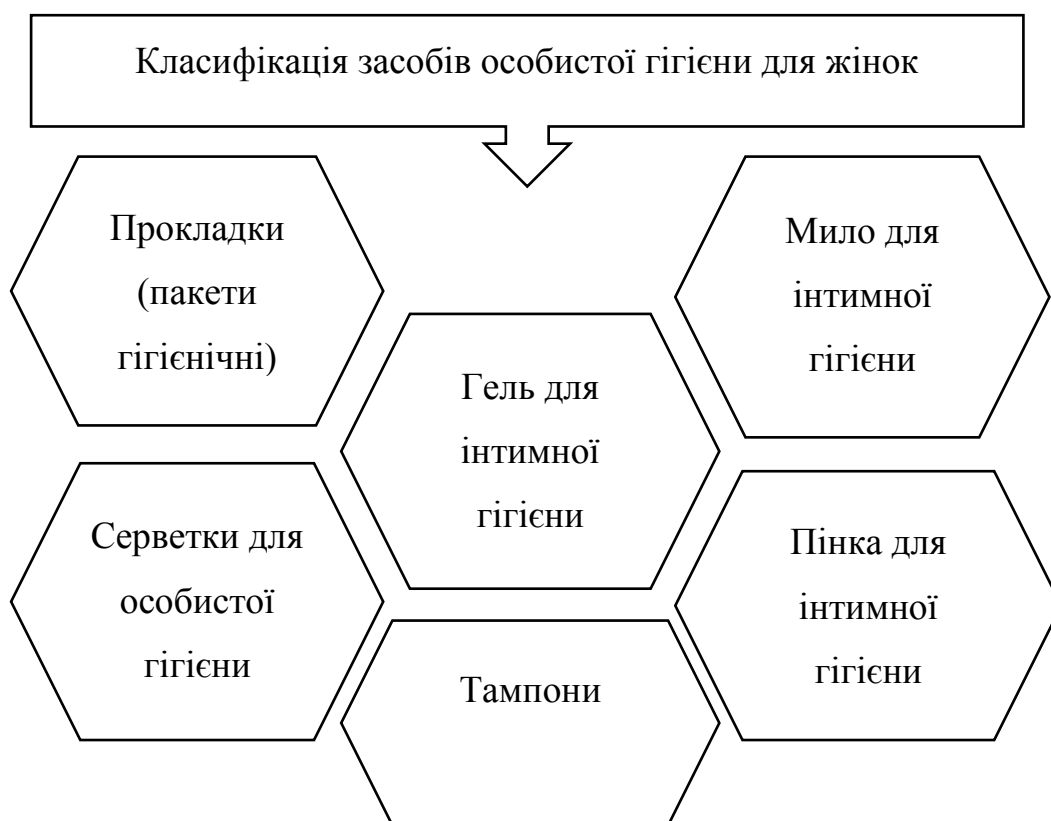 Класифікація засобів особистої гігієни для жінок
Прокладки
(пакети
гігієнічні)
Мило для
інтимної
гігієни
Гель для
інтимної
гігієни
Серветки для
особистої
гігієни
Пінка для
інтимної
гігієни
Тампони